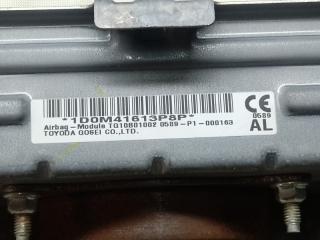 *1D0M41613P8P*
Airbag-Module TG10B01002 0589-P1-000163
TOYODA GOSEI CO.,LTD.
CE
0589
AL